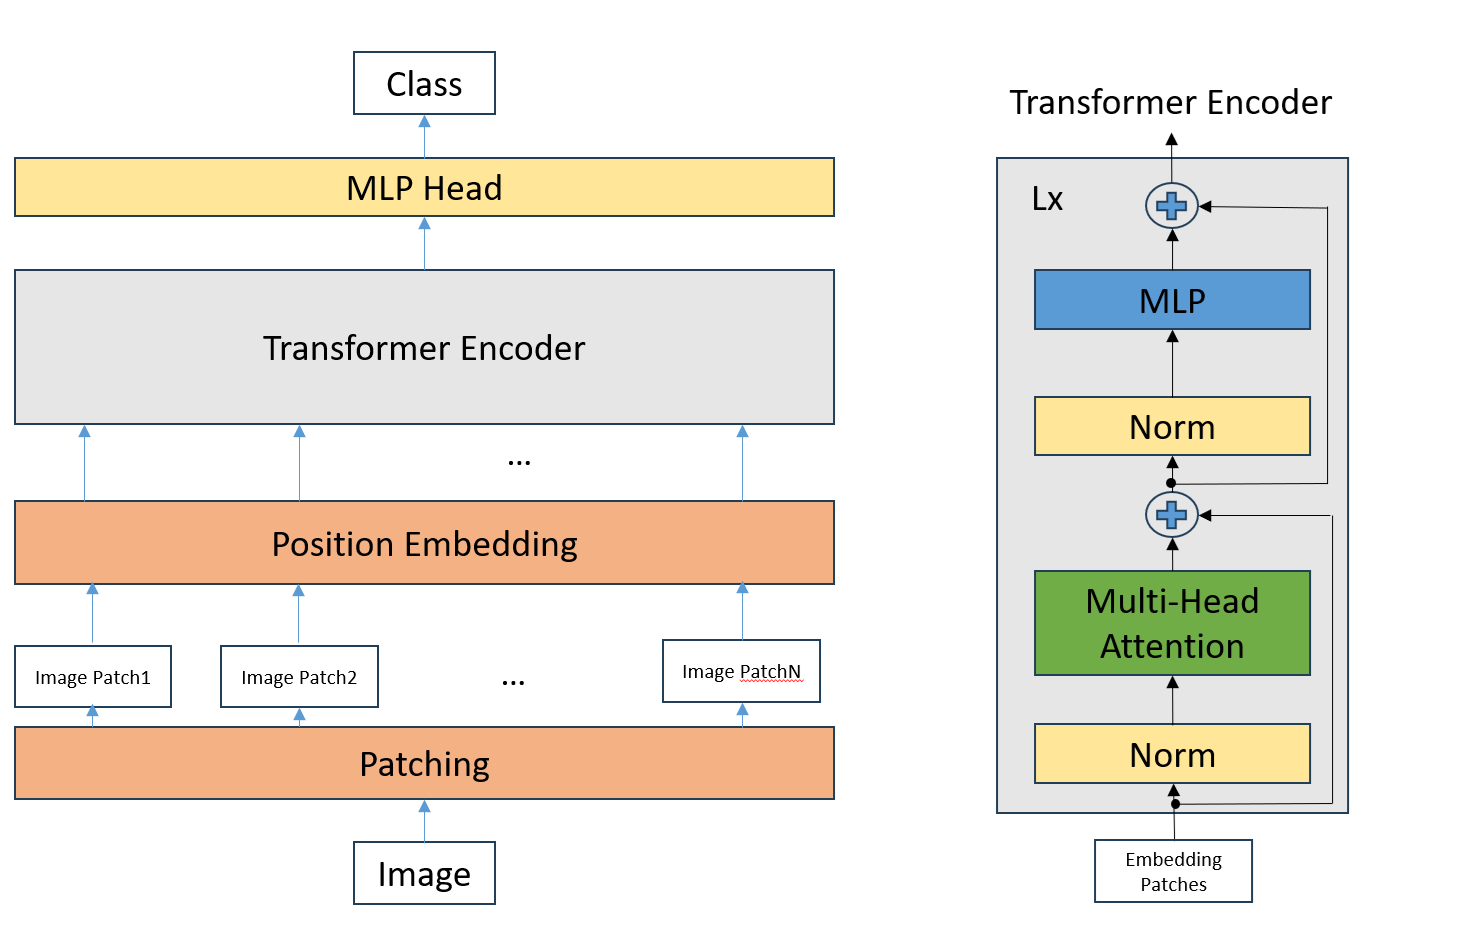 Class
MLP Head
Transformer Encoder
...
Position Embedding
Image Patch1
Image Patch2
...
Image PatchN
Patching
Image
Transformer Encoder
Lx
MLP
Norm
Multi-Head
Attention
Norm
Embedding
Patches